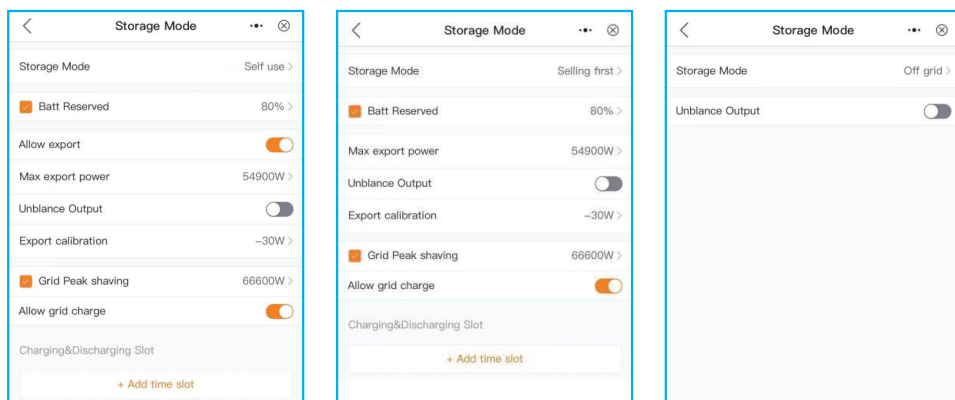 Storage Mode
Storage Mode Self use >
Batt Reserved 80% >
Allow export
Max export power 54900W >
Unblance Output
Export calibration -30W >
Grid Peak shaving 66600W >
Allow grid charge
Charging&Discharging Slot
+ Add time slot
Storage Mode
Storage Mode Selling first >
Batt Reserved 80% >
Max export power 54900W >
Unblance Output
Export calibration -30W >
Grid Peak shaving 66600W >
Allow grid charge
Charging&Discharging Slot
+ Add time slot
Storage Mode
Storage Mode Off grid >
Unblance Output